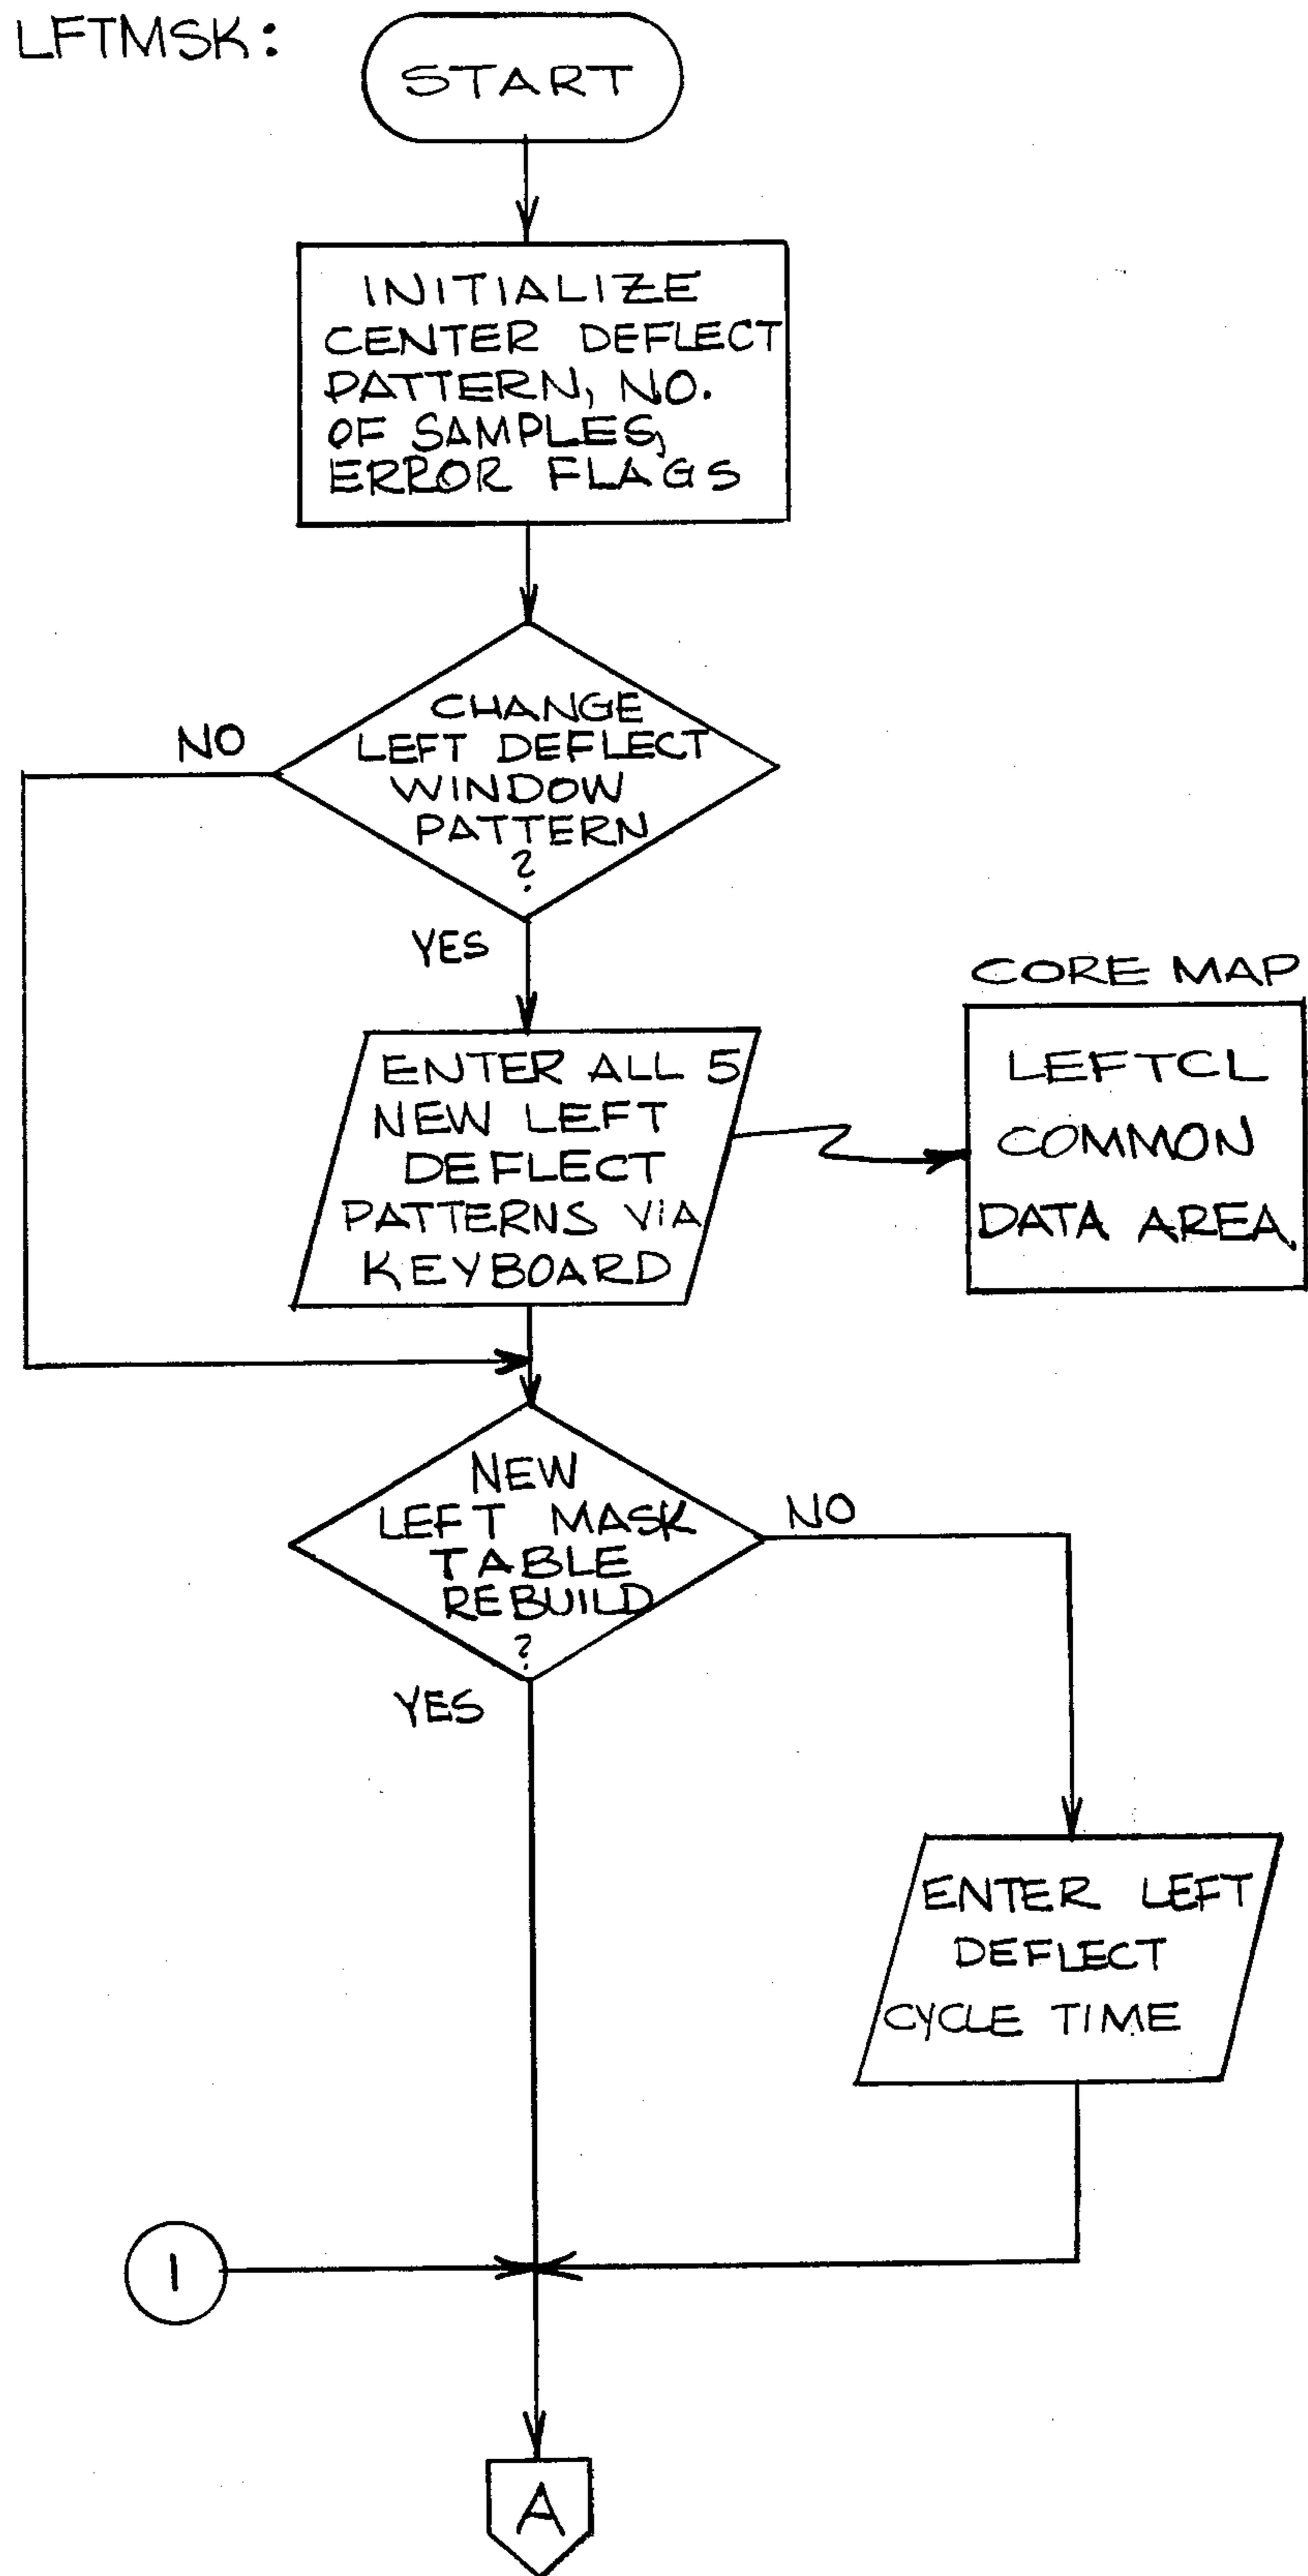 LFTMSK:
START
INITIALIZE
CENTER DEFLECT
PATTERN, NO.
OF SAMPLES,
ERROR FLAGS
CHANGE
LEFT DEFLECT
WINDOW
PATTERN
?
NO
YES
ENTER ALL 5
NEW LEFT
DEFLECT
PATTERNS VIA
KEYBOARD
CORE MAP
LEFTCL
COMMON
DATA AREA
NEW
LEFT MASK
TABLE
REBUILD
?
NO
YES
ENTER LEFT
DEFLECT
CYCLE TIME
1
A